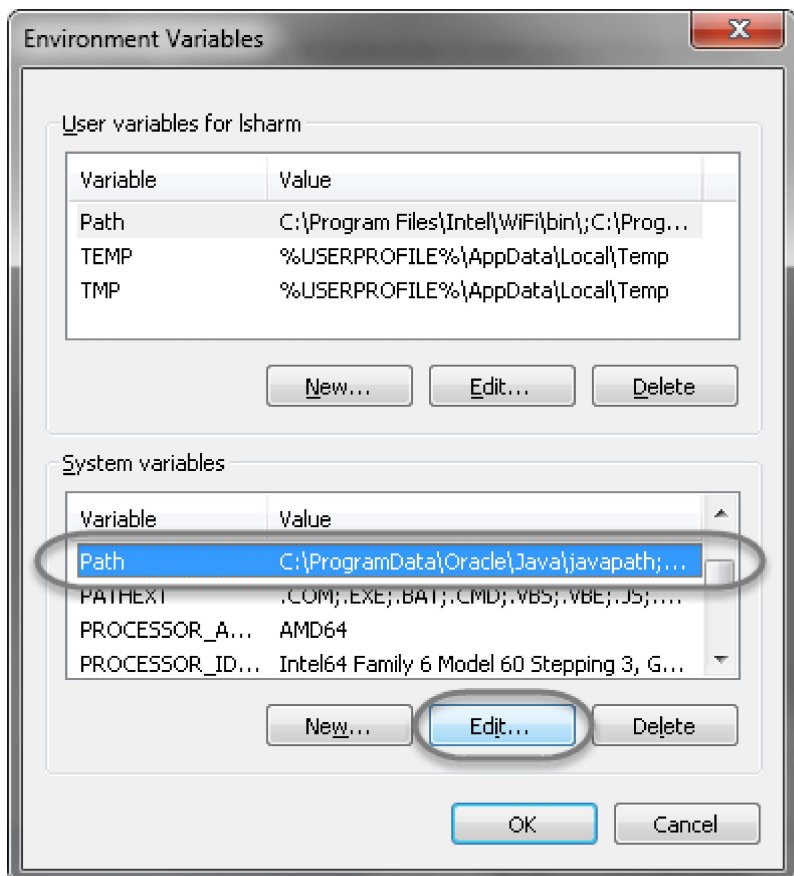 Environment Variables
User variables for lsharm
Variable Value
Path C:\Program Files\Intel\WiFi\bin\;C:\Prog...
TEMP %USERPROFILE%\AppData\Local\Temp
TMP %USERPROFILE%\AppData\Local\Temp
New... Edit... Delete
System variables
Variable Value
Path C:\ProgramData\Oracle\Java\javapath;...
PATHEXT .COM;.EXE;.BAT;.CMD;.VBS;.VBE;.JS;....
PROCESSOR_A... AMD64
PROCESSOR_ID... Intel64 Family 6 Model 60 Stepping 3, G...
New... Edit... Delete
OK Cancel